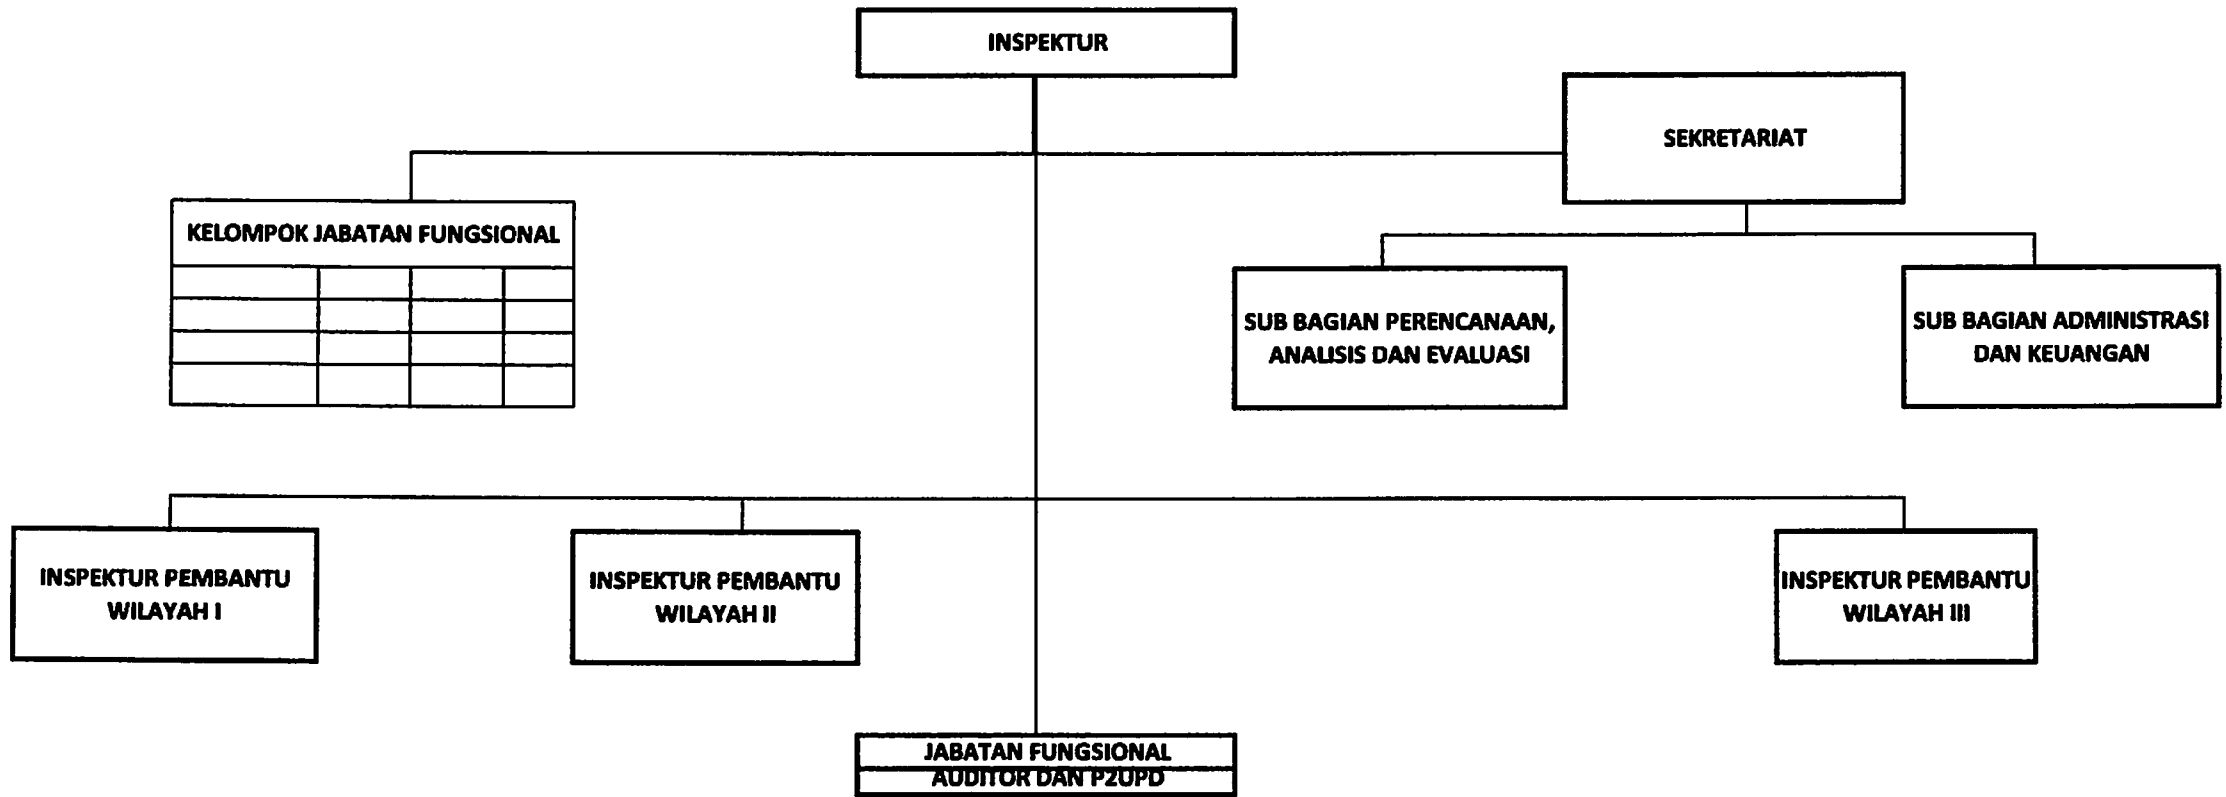 INSPEKTUR
SEKRETARIAT
KELOMPOK JABATAN FUNGSIONAL
SUB BAGIAN PERENCANAAN,
ANALISIS DAN EVALUASI
SUB BAGIAN ADMINISTRASI
DAN KEUANGAN
INSPEKTUR PEMBANTU
WILAYAH I
INSPEKTUR PEMBANTU
WILAYAH II
INSPEKTUR PEMBANTU
WILAYAH III
JABATAN FUNGSIONAL
AUDITOR DAN P2UPD